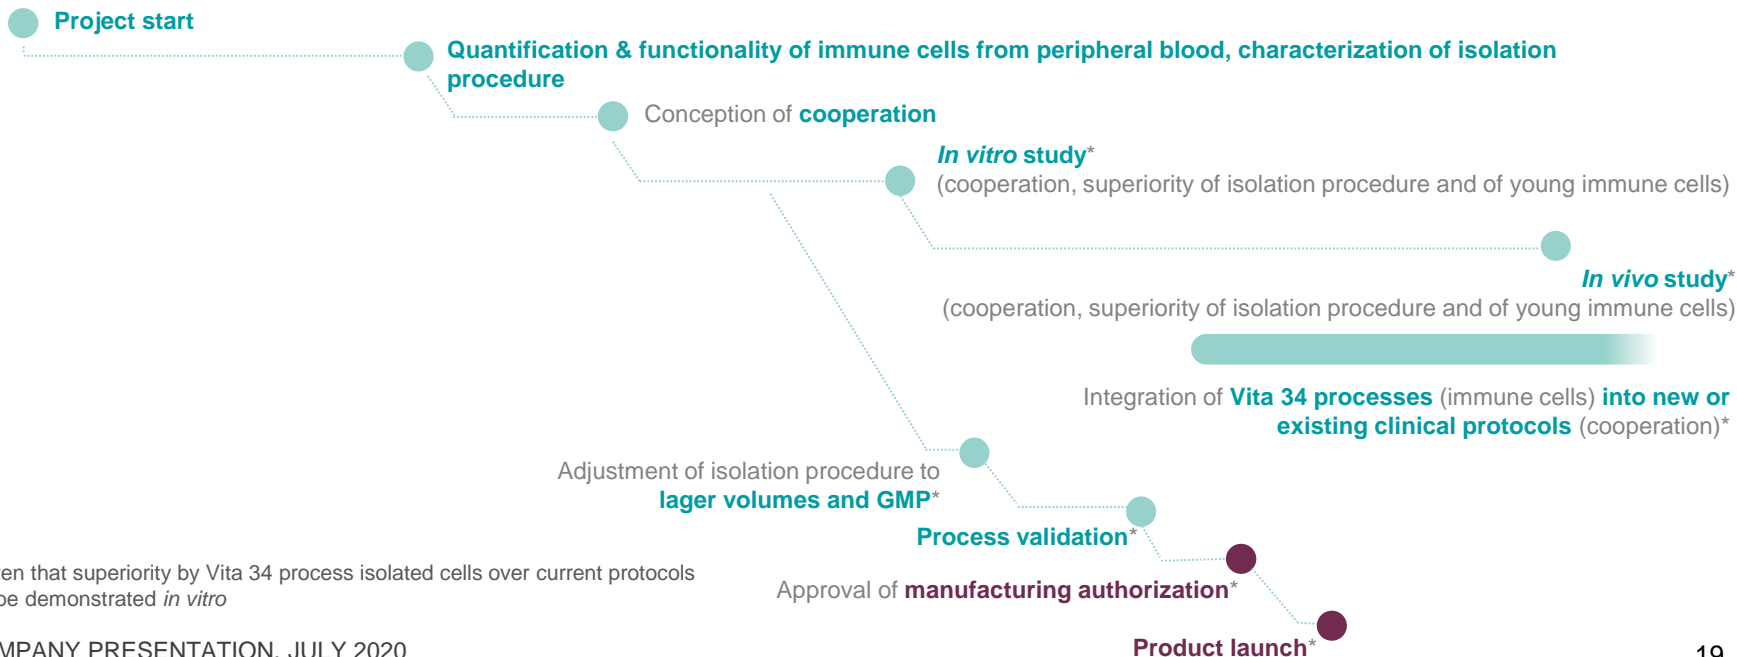 Project start
Quantification & functionality of immune cells from peripheral blood, characterization of isolation
procedure
Conception of cooperation
In vitro study*
(cooperation, superiority of isolation procedure and of young immune cells)
In vivo study*
(cooperation, superiority of isolation procedure and of young immune cells)
Integration of Vita 34 processes (immune cells) into new or
existing clinical protocols (cooperation)*
Adjustment of isolation procedure to
lager volumes and GMP*
Process validation*
that superiority by Vita 34 process isolated cells over current protocols
be demonstrated in vitro
Approval of manufacturing authorization*
Product launch*
PRESENTATION, JULY 2020
19